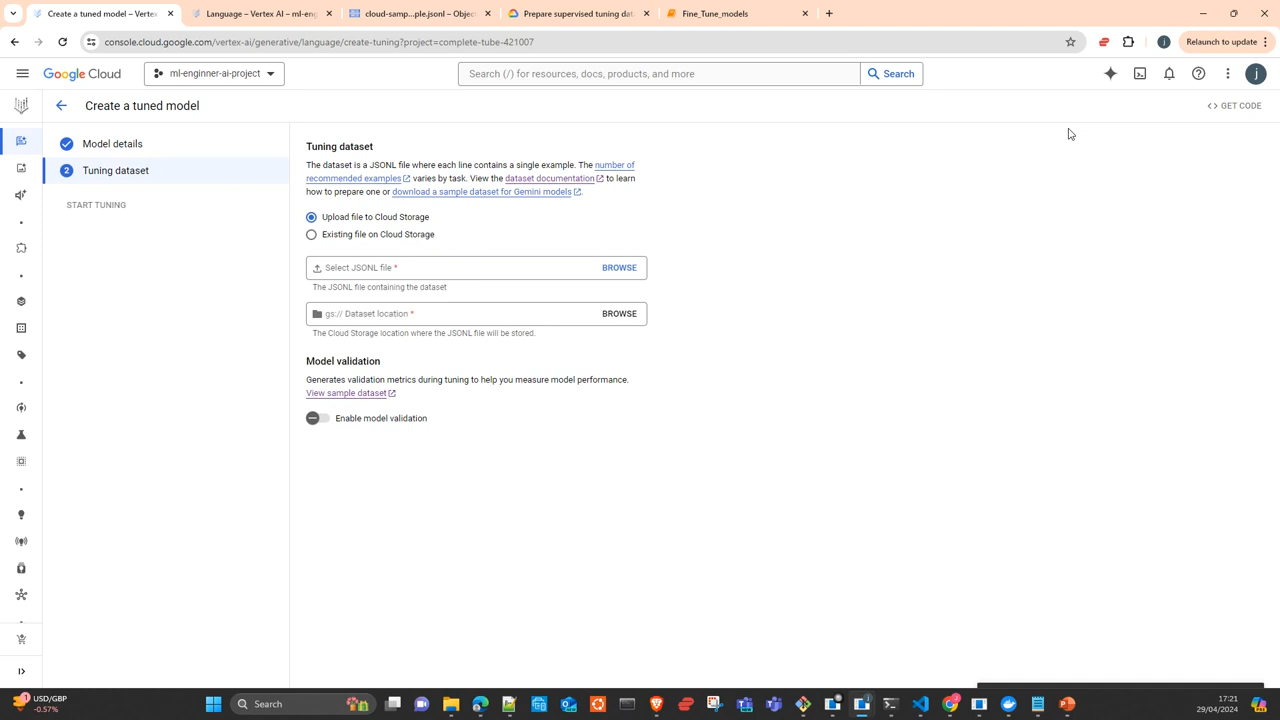 Create a tuned model – Vertex
Language – Vertex AI – ml-eng
cloud-samp...ple.jsonl – Objec
Prepare supervised tuning dat
Fine_Tune_models
console.cloud.google.com/vertex-ai/generative/language/create-tuning?project=complete-tube-421007
j
Relaunch to update
Google Cloud
ml-enginner-ai-project
Search (/) for resources, docs, products, and more
Search
j
Create a tuned model
<> GET CODE
Model details
2
Tuning dataset
START TUNING
Tuning dataset
The dataset is a JSONL file where each line contains a single example. The number of
recommended examples varies by task. View the dataset documentation to learn
how to prepare one or download a sample dataset for Gemini models.
Upload file to Cloud Storage
Existing file on Cloud Storage
Select JSONL file *
BROWSE
The JSONL file containing the dataset
gs:// Dataset location *
BROWSE
The Cloud Storage location where the JSONL file will be stored.
Model validation
Generates validation metrics during tuning to help you measure model performance.
View sample dataset
Enable model validation
1
USD/GBP
-0.57%
Search
17:21
29/04/2024